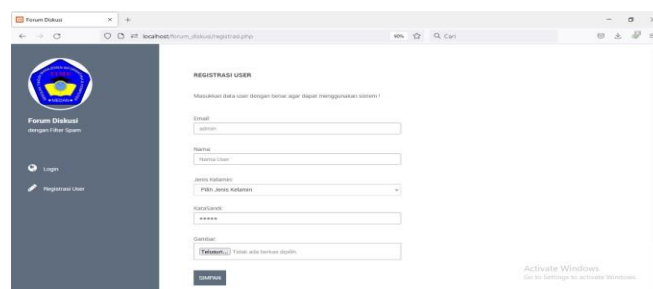 Forum Diskusi
localhost/forum_diskusi/registrasi.php
90%
Cari
MEDAN
Forum Diskusi
dengan Filter Spam
Login
Registrasi User
REGISTRASI USER
Masukkan data user dengan benar agar dapat menggunakan sistem !
Email:
admin
Nama:
Nama User
Jenis Kelamin:
Pilih Jenis Kelamin
KataSandi:
•••••
Gambar:
Telusuri... Tidak ada berkas dipilih.
SIMPAN
Activate Windows
Go to Settings to activate Windows.